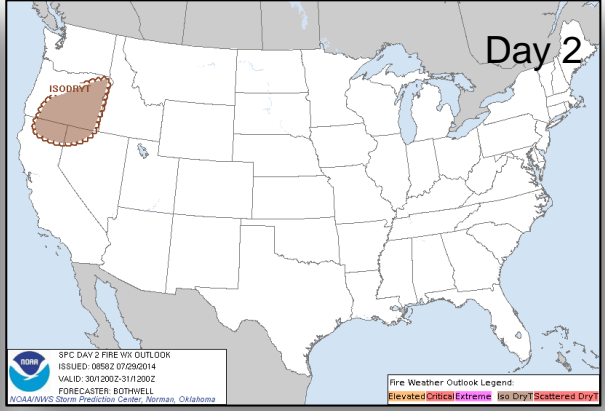 Day 2
ISODRYT
NOAA
SPC DAY 2 FIRE WX OUTLOOK
ISSUED: 0858Z 07/29/2014
VALID: 30/1200Z-31/1200Z
FORECASTER: BOTHWELL
NOAA/NWS Storm Prediction Center, Norman, Oklahoma
Fire Weather Outlook Legend:
Elevated Critical Extreme Iso DryT Scattered DryT